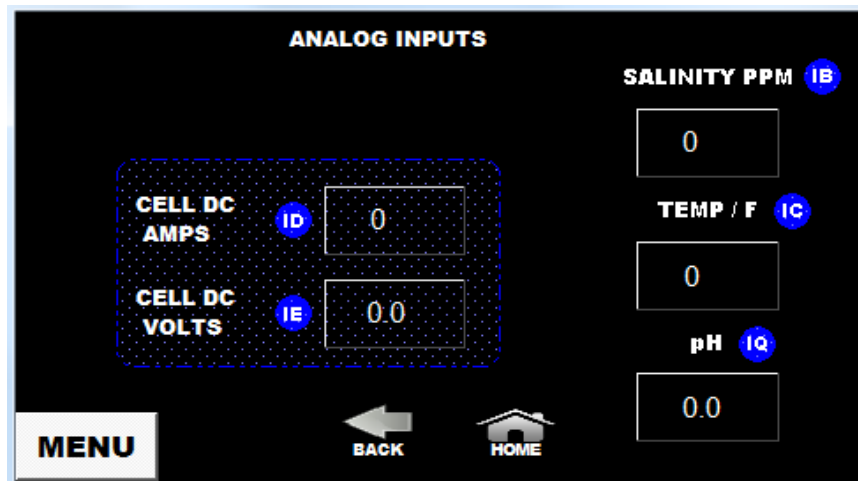 ANALOG INPUTS
SALINITY PPM IB
0
CELL DC
AMPS
ID
0
TEMP / F IC
0
CELL DC
VOLTS
IE
0.0
pH IQ
0.0
MENU
BACK
HOME